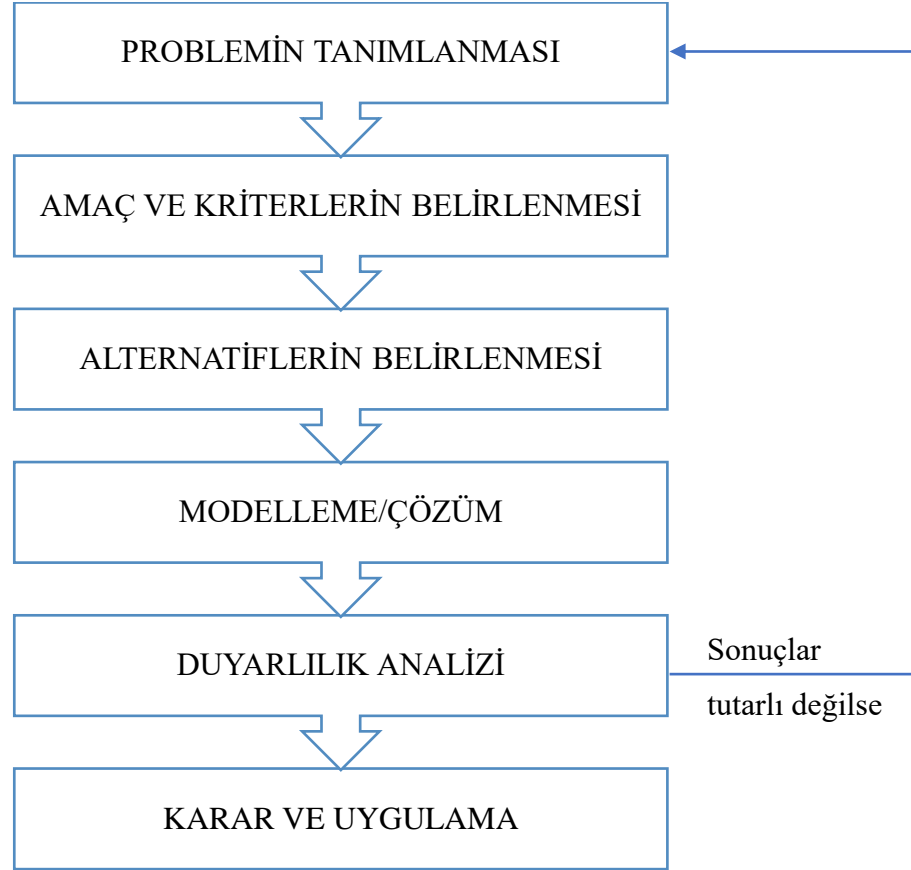 PROBLEMİN TANIMLANMASI
AMAÇ VE KRİTERLERİN BELİRLENMESİ
ALTERNATİFLERİN BELİRLENMESİ
MODELLEME/ÇÖZÜM
DUYARLILIK ANALİZİ
Sonuçlar
tutarlı değilse
KARAR VE UYGULAMA